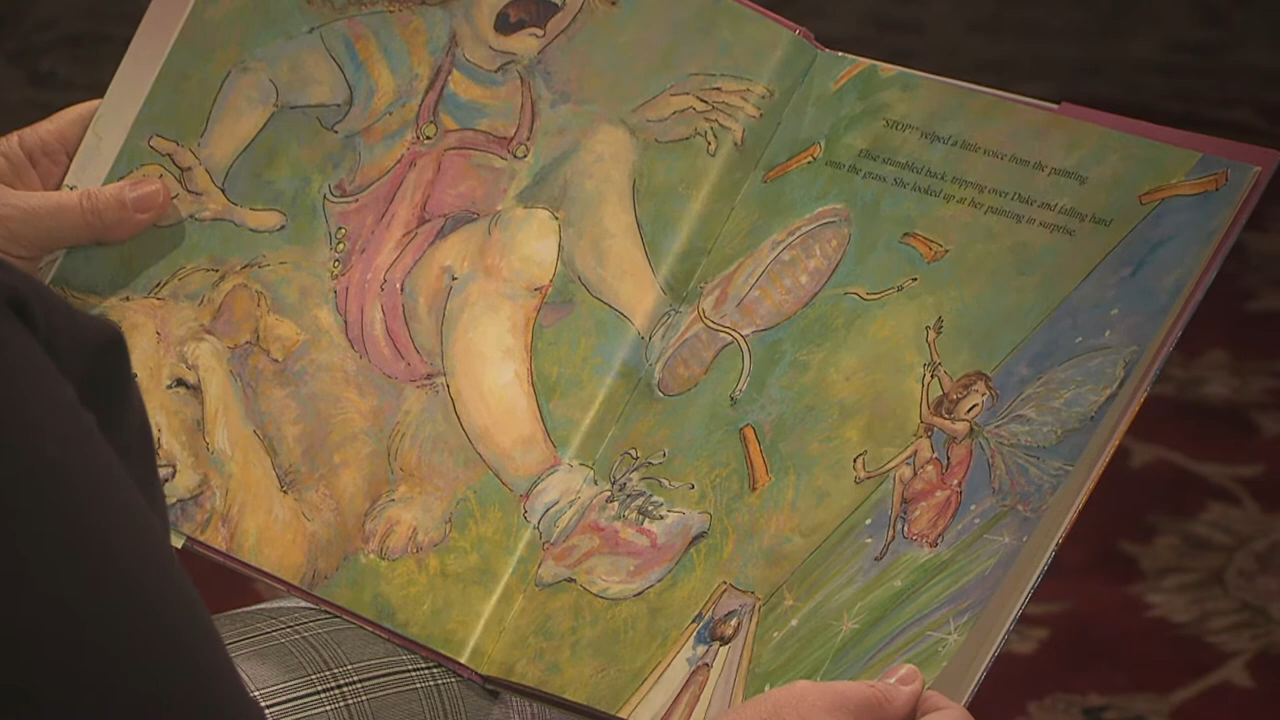 "STOP!" yelped a little voice from the painting.
Elise stumbled back, tripping over Duke and falling hard
onto the grass. She looked up at her painting in surprise.